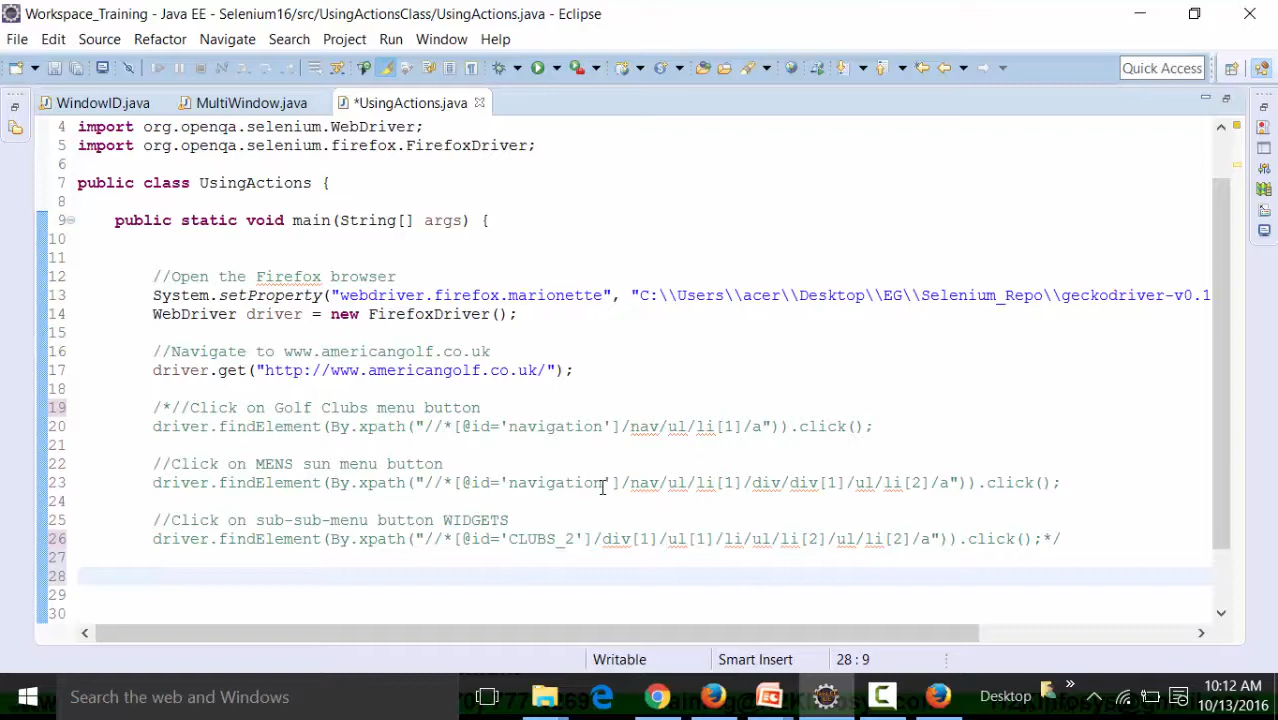 Workspace_Training - Java EE - Selenium16/src/UsingActionsClass/UsingActions.java - Eclipse
File Edit Source Refactor Navigate Search Project Run Window Help
Quick Access
WindowID.java MultiWindow.java *UsingActions.java
4 import org.openqa.selenium.WebDriver;
5 import org.openqa.selenium.firefox.FirefoxDriver;
6
7 public class UsingActions {
8
9 public static void main(String[] args) {
10
11
12 //Open the Firefox browser
13 System.setProperty("webdriver.firefox.marionette", "C:\\Users\\acer\\Desktop\\EG\\Selenium_Repo\\geckodriver-v0.1
14 WebDriver driver = new FirefoxDriver();
15
16 //Navigate to www.americangolf.co.uk
17 driver.get("http://www.americangolf.co.uk/");
18
19 /*//Click on Golf Clubs menu button
20 driver.findElement(By.xpath("//*[@id='navigation']/nav/ul/li[1]/a")).click();
21
22 //Click on MENS sun menu button
23 driver.findElement(By.xpath("//*[@id='navigation']/nav/ul/li[1]/div/div[1]/ul/li[2]/a")).click();
24
25 //Click on sub-sub-menu button WIDGETS
26 driver.findElement(By.xpath("//*[@id='CLUBS_2']/div[1]/ul[1]/li/ul/li[2]/ul/li[2]/a")).click();*/
27
28
29
30
Writable Smart Insert 28 : 9
Search the web and Windows
Desktop
10:12 AM
10/13/2016